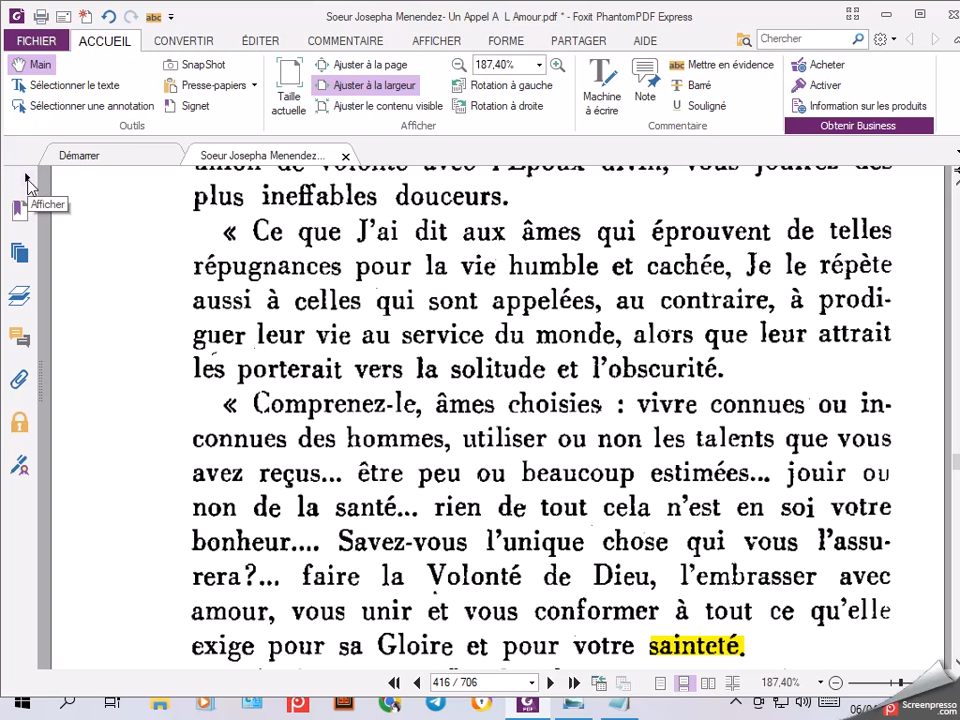 Soeur Josepha Menendez- Un Appel A L Amour.pdf * - Foxit PhantomPDF Express
FICHIER ACCUEIL CONVERTIR ÉDITER COMMENTAIRE AFFICHER FORME PARTAGER AIDE Chercher
Main SnapShot Ajuster à la page 187,40% Mettre en évidence Acheter
Sélectionner le texte Presse-papiers Ajuster à la largeur Rotation à gauche Barré Activer
Sélectionner une annotation Signet Taille actuelle Ajuster le contenu visible Rotation à droite Machine à écrire Note Souligné Information sur les produits
Outils Afficher Commentaire Obtenir Business
Démarrer Soeur Josepha Menendez...
Afficher
plus ineffables douceurs.
« Ce que J'ai dit aux âmes qui éprouvent de telles
répugnances pour la vie humble et cachée, Je le répète
aussi à celles qui sont appelées, au contraire, à prodi-
guer leur vie au service du monde, alors que leur attrait
les porterait vers la solitude et l'obscurité.
« Comprenez-le, âmes choisies : vivre connues ou in-
connues des hommes, utiliser ou non les talents que vous
avez reçus... être peu ou beaucoup estimées... jouir ou
non de la santé... rien de tout cela n'est en soi votre
bonheur.... Savez-vous l'unique chose qui vous l'assu-
rera?... faire la Volonté de Dieu, l'embrasser avec
amour, vous unir et vous conformer à tout ce qu'elle
exige pour sa Gloire et pour votre sainteté.
416 / 706 187,40%
Screenpresso
.com